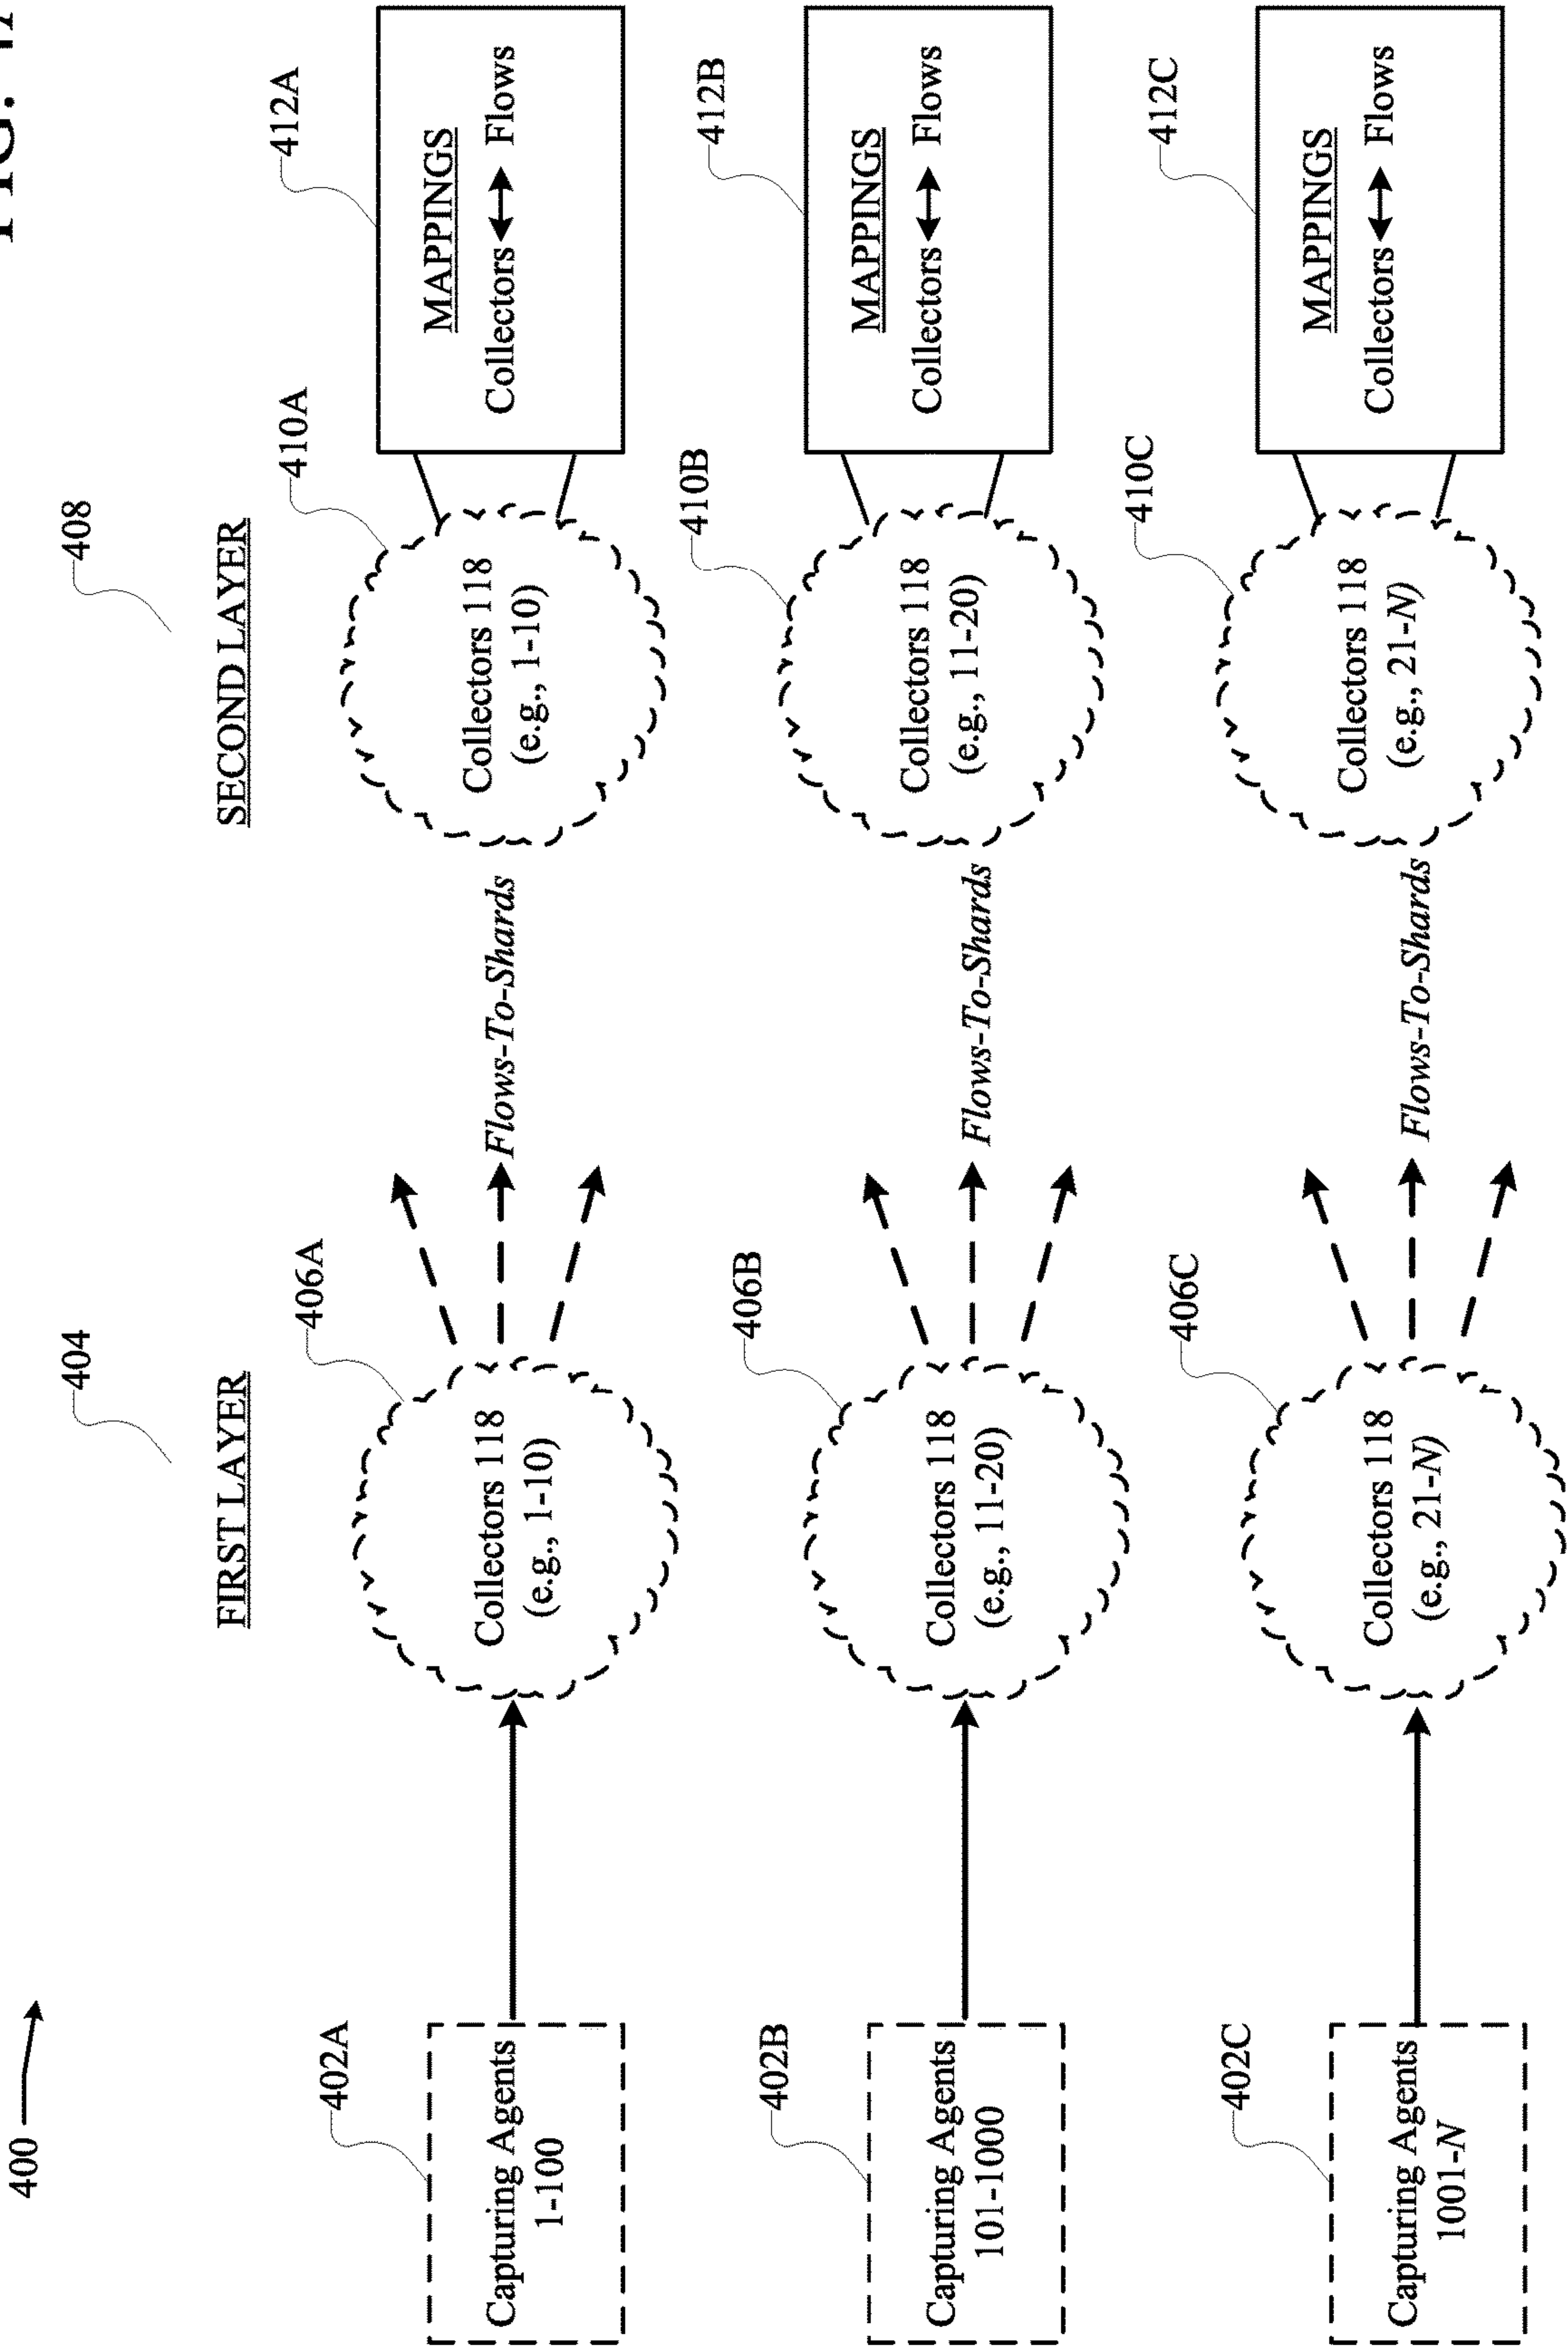 400
404
408
FIRST LAYER
SECOND LAYER
402A
406A
410A
412A
Capturing Agents
1-100
Collectors 118
(e.g., 1-10)
Flows-To-Shards
Collectors 118
(e.g., 1-10)
MAPPINGS
Collectors Flows
402B
406B
410B
412B
Capturing Agents
101-1000
Collectors 118
(e.g., 11-20)
Flows-To-Shards
Collectors 118
(e.g., 11-20)
MAPPINGS
Collectors Flows
402C
406C
410C
412C
Capturing Agents
1001-N
Collectors 118
(e.g., 21-N)
Flows-To-Shards
Collectors 118
(e.g., 21-N)
MAPPINGS
Collectors Flows